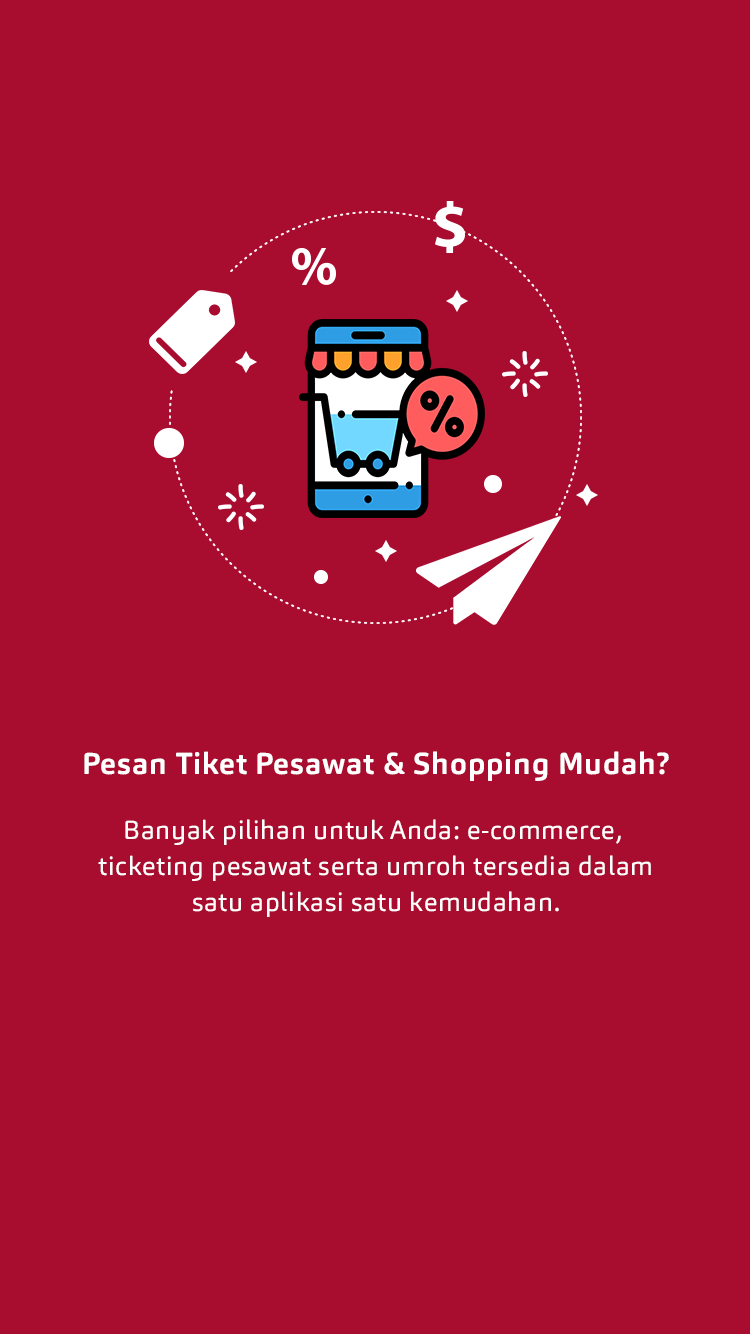 $
%
%
Pesan Tiket Pesawat & Shopping Mudah?
Banyak pilihan untuk Anda: e-commerce,
ticketing pesawat serta umroh tersedia dalam
satu aplikasi satu kemudahan.